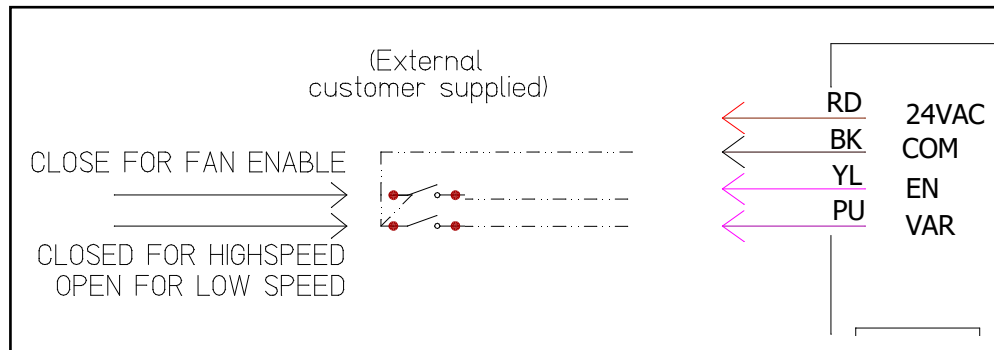 (External
customer supplied)
RD 24VAC
BK COM
CLOSE FOR FAN ENABLE
YL EN
PU VAR
CLOSED FOR HIGHSPEED
OPEN FOR LOW SPEED